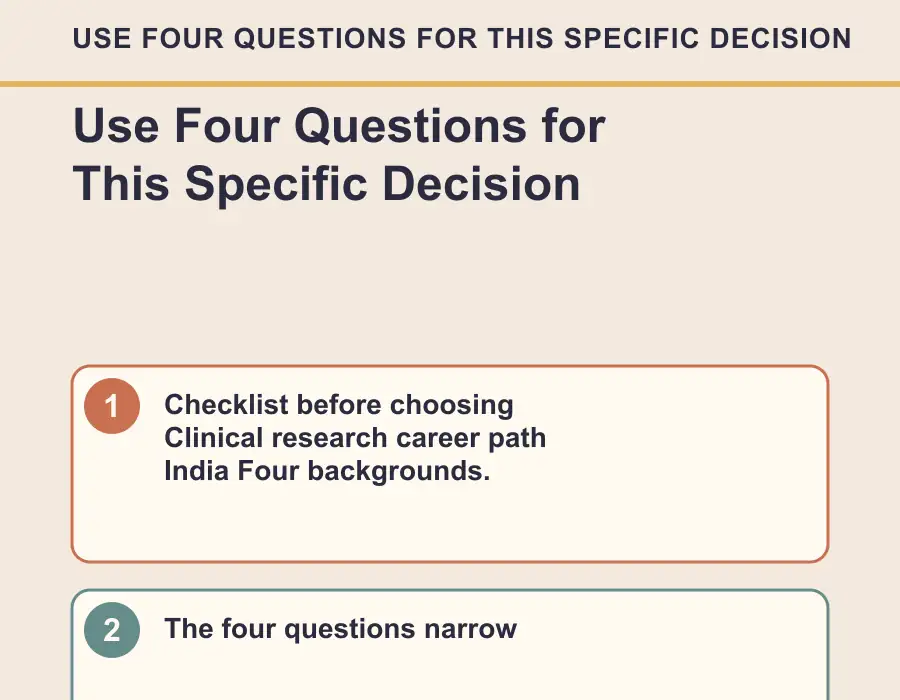 USE FOUR QUESTIONS FOR THIS SPECIFIC DECISION
Use Four Questions for
This Specific Decision
1
Checklist before choosing
Clinical research career path
India Four backgrounds.
2
The four questions narrow